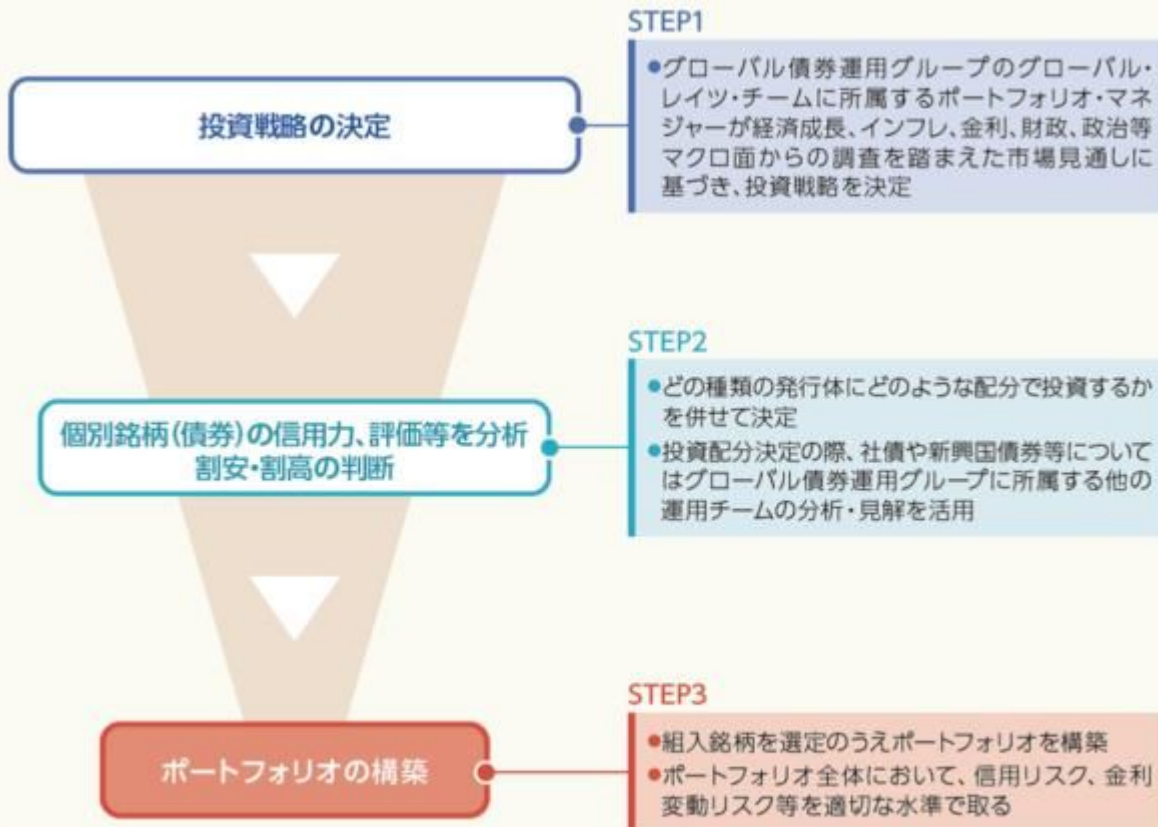 STEP1
投資戦略の決定
●グローバル債券運用グループのグローバル・
レイツ・チームに所属するポートフォリオ・マネ
ジャーが経済成長、インフレ、金利、財政、政治等
マクロ面からの調査を踏まえた市場見通しに
基づき、投資戦略を決定
STEP2
個別銘柄(債券)の信用力、評価等を分析
割安・割高の判断
●どの種類の発行体にどのような配分で投資するか
を併せて決定
●投資配分決定の際、社債や新興国債券等について
はグローバル債券運用グループに所属する他の
運用チームの分析・見解を活用
STEP3
ポートフォリオの構築
●組入銘柄を選定のうえポートフォリオを構築
●ポートフォリオ全体において、信用リスク、金利
変動リスク等を適切な水準で取る